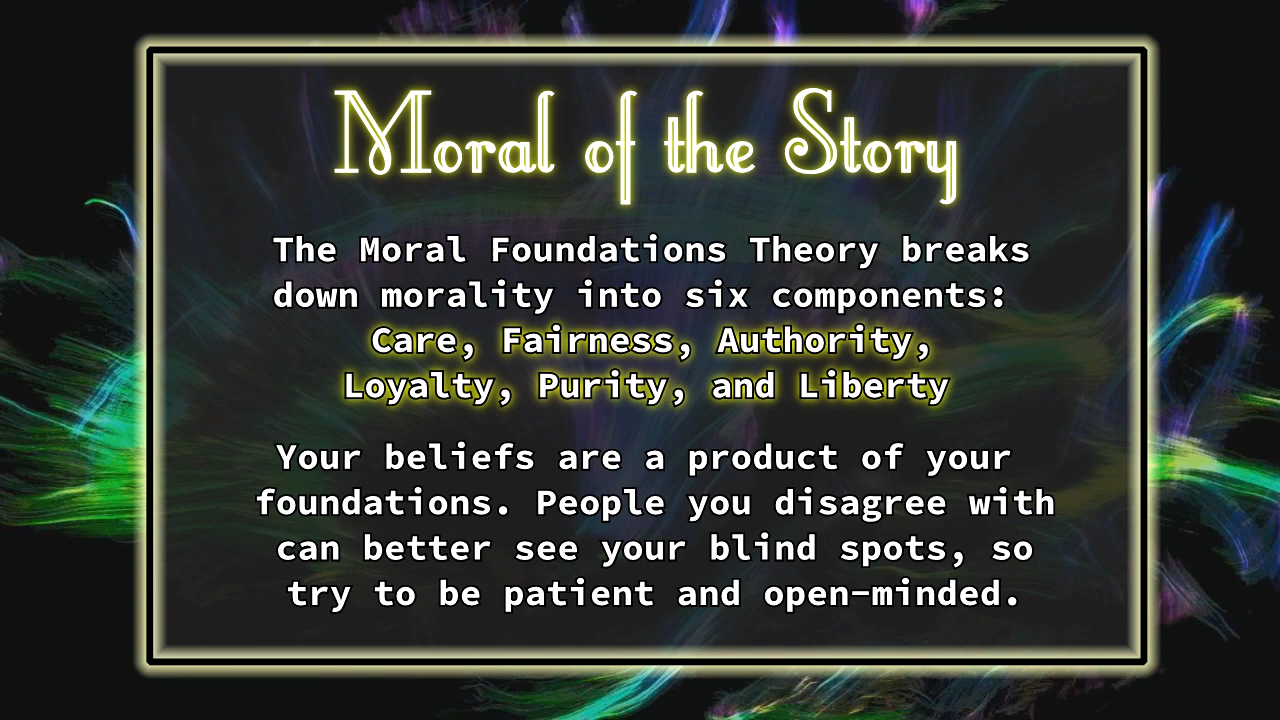 Moral of the Story
The Moral Foundations Theory breaks
down morality into six components:
Care, Fairness, Authority,
Loyalty, Purity, and Liberty
Your beliefs are a product of your
foundations. People you disagree with
can better see your blind spots, so
try to be patient and open-minded.